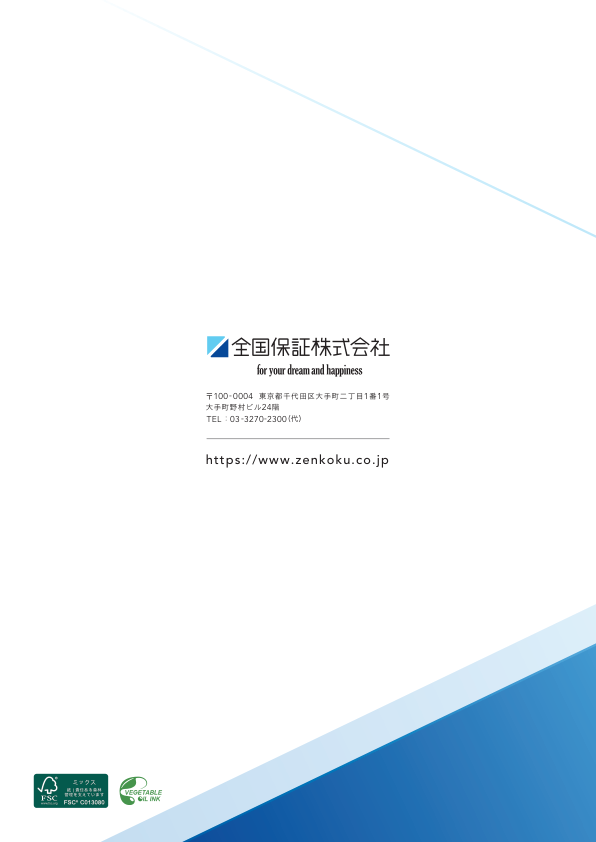 全国保証株式会社
for your dream and happiness
〒100-0004 東京都千代田区大手町二丁目1番1号
大手町野村ビル24階
TEL：03-3270-2300（代）
https://www.zenkoku.co.jp
ミックス
責任ある森林
管理を支えています
FSC
FSC® C013080
VEGETABLE
OIL INK